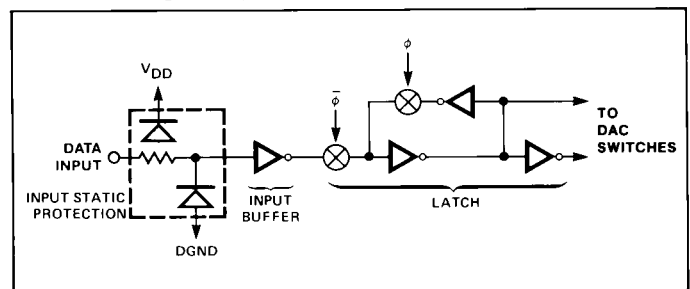 V_DD
φ
φ̄
DATA
INPUT
TO
DAC
SWITCHES
INPUT STATIC
PROTECTION
INPUT
BUFFER
LATCH
DGND